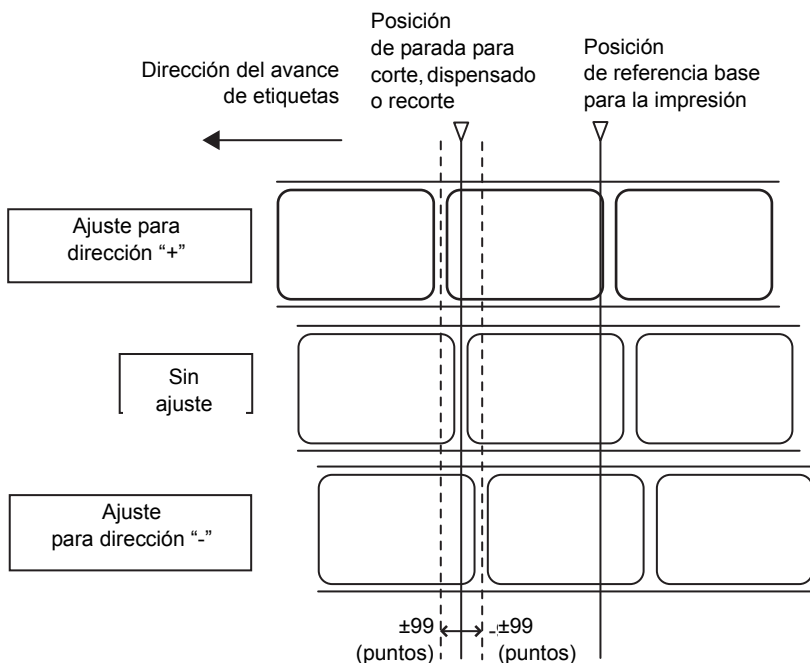 Dirección del avance
de etiquetas
Posición
de parada para
corte, dispensado
o recorte
Posición
de referencia base
para la impresión
Ajuste para
dirección “+”
Sin
ajuste
Ajuste
para dirección “-”
±99
(puntos)
-±99
(puntos)